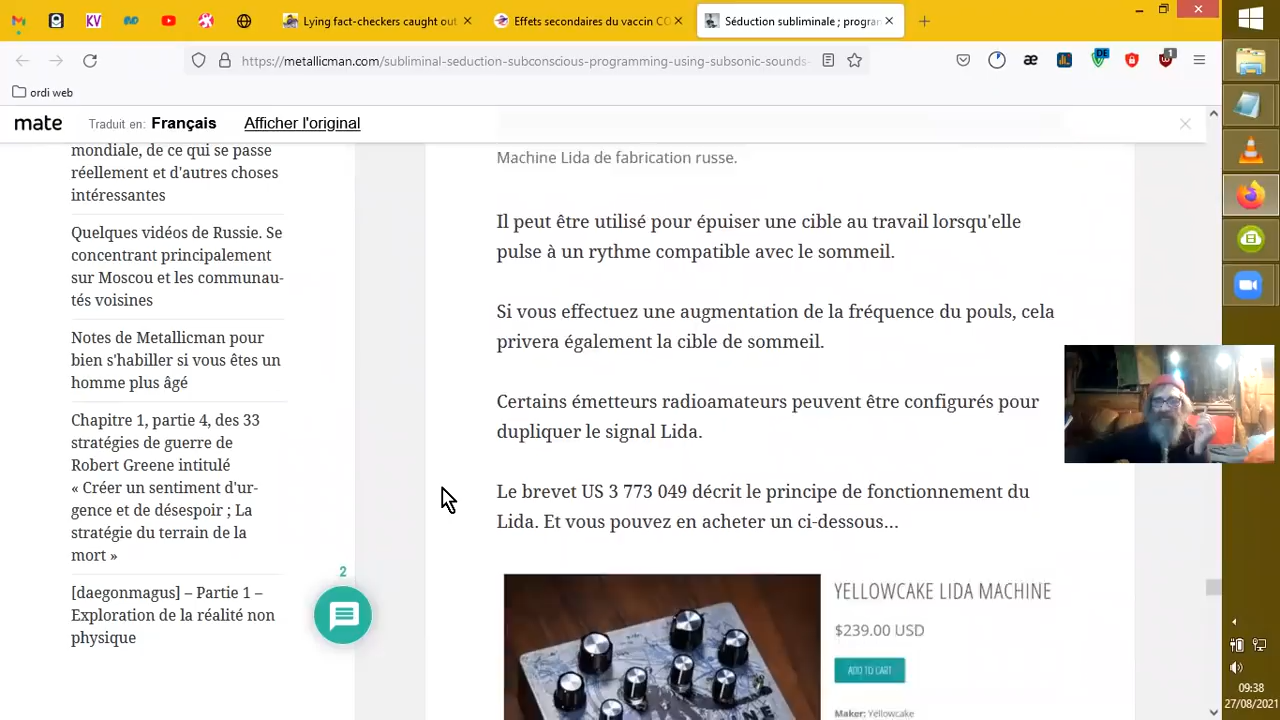 Lying fact-checkers caught out
Effets secondaires du vaccin CO
Séduction subliminale ; progra
https://metallicman.com/subliminal-seduction-subconscious-programming-using-subsonic-sounds-
ordi web
mate Traduit en: Français Afficher l'original
mondiale, de ce qui se passe
réellement et d'autres choses
intéressantes
Quelques vidéos de Russie. Se
concentrant principalement
sur Moscou et les communau-
tés voisines
Notes de Metallicman pour
bien s'habiller si vous êtes un
homme plus âgé
Chapitre 1, partie 4, des 33
stratégies de guerre de
Robert Greene intitulé
« Créer un sentiment d'ur-
gence et de désespoir ; La
stratégie du terrain de la
mort »
[daegonmagus] – Partie 1 –
Exploration de la réalité non
physique
2
Machine Lida de fabrication russe.
Il peut être utilisé pour épuiser une cible au travail lorsqu'elle
pulse à un rythme compatible avec le sommeil.
Si vous effectuez une augmentation de la fréquence du pouls, cela
privera également la cible de sommeil.
Certains émetteurs radioamateurs peuvent être configurés pour
dupliquer le signal Lida.
Le brevet US 3 773 049 décrit le principe de fonctionnement du
Lida. Et vous pouvez en acheter un ci-dessous...
YELLOWCAKE LIDA MACHINE
$239.00 USD
ADD TO CART
Maker: Yellowcake
KV
æ
DE
1
09:38
27/08/2021